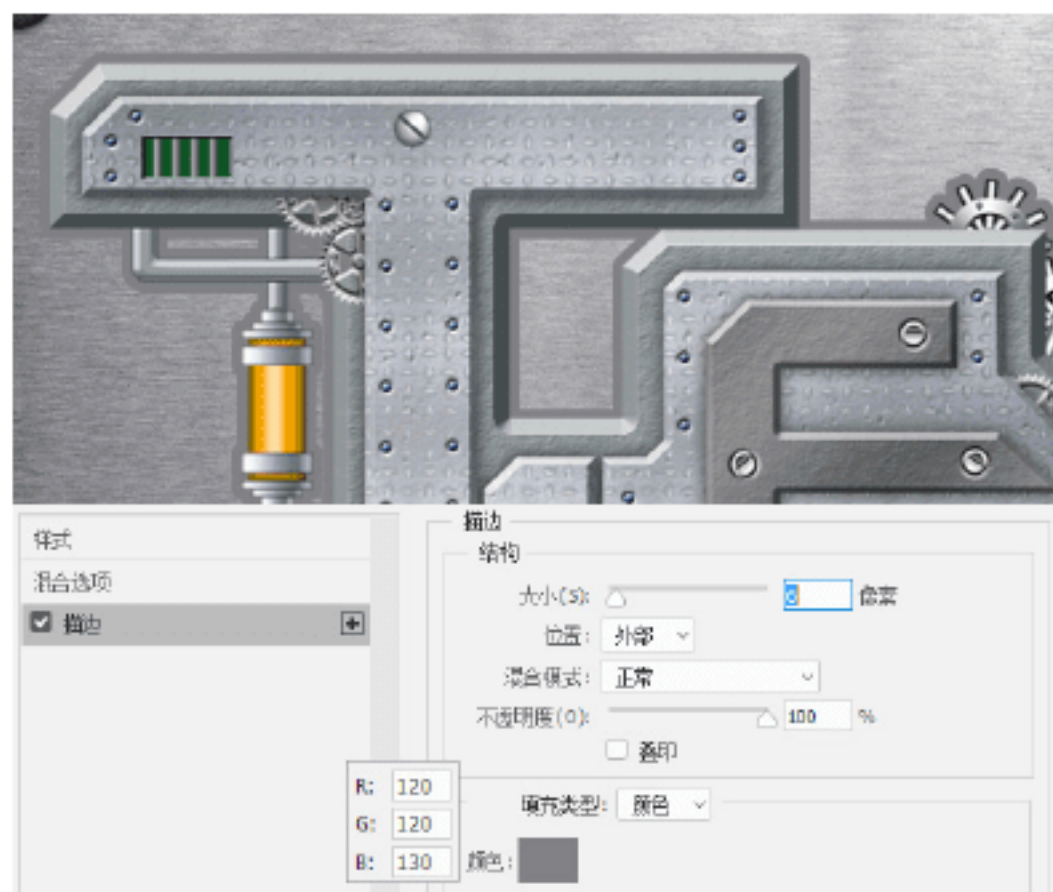 样式
混合选项
描边
描边
结构
大小(S): 像素
位置: 外部
混合模式: 正常
不透明度(O): 100 %
叠印
填充类型: 颜色
R: 120
G: 120
B: 130
颜色: